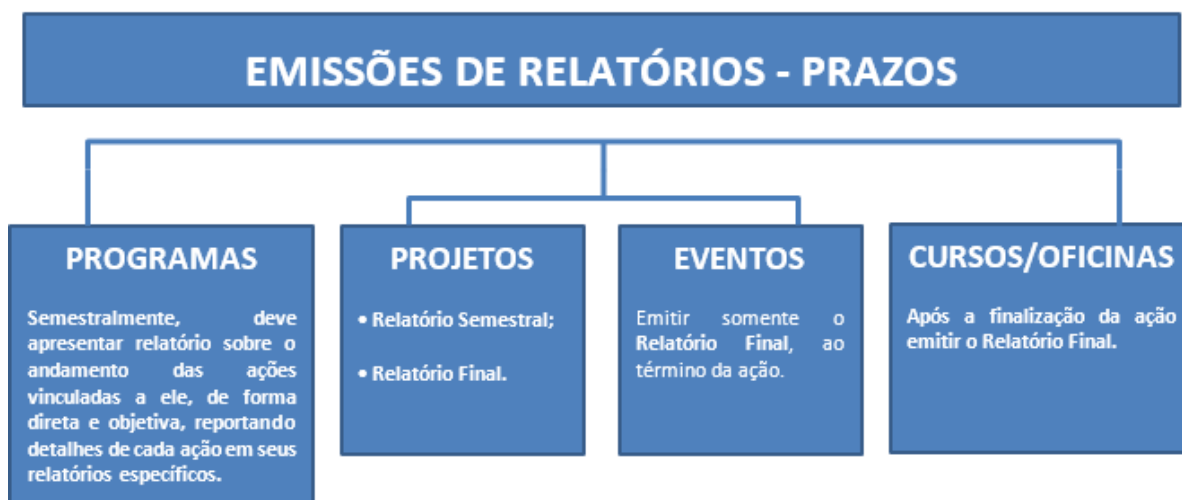 EMISSÕES DE RELATÓRIOS - PRAZOS
PROGRAMAS
Semestralmente, deve
apresentar relatório sobre o
andamento das ações
vinculadas a ele, de forma
direta e objetiva, reportando
detalhes de cada ação em seus
relatórios específicos.
PROJETOS
• Relatório Semestral;
• Relatório Final.
EVENTOS
Emitir somente o
Relatório Final, ao
término da ação.
CURSOS/OFICINAS
Após a finalização da ação
emitir o Relatório Final.